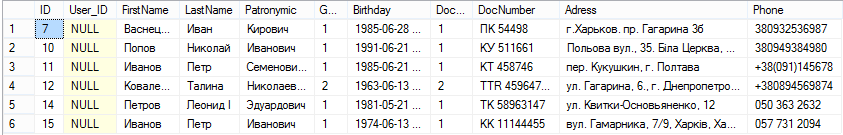 ID User_ID FirstName LastName Patronymic G... Birthday Doc... DocNumber Adress Phone
1 7 NULL Васнец... Иван Кирович 1 1985-06-28 ... 1 ПК 54498 г.Харьков. пр. Гагарина 3б 380932536987
2 10 NULL Попов Николай Иванович 1 1991-06-21 ... 1 КУ 511661 Польова вул., 35. Біла Церква, ... 380949384980
3 11 NULL Иванов Петр Семенови... 1 1985-06-21 ... 1 КТ 458746 пер. Кукушкин, г. Полтава +38(091)145678
4 12 NULL Ковале... Талина Николаев... 2 1963-06-13 ... 2 TTR 459647... ул. Гагарина, 6., г. Днепропетро... +380894569874
5 14 NULL Петров Леонид I Эдуардович 1 1981-05-21 ... 1 ТК 58963147 ул. Квитки-Основьяненко, 12 050 363 2632
6 15 NULL Иванов Петр Иванович 1 1974-06-13 ... 1 КК 11144455 вул. Гамарника, 7/9, Харків, Ха... 057 731 2094